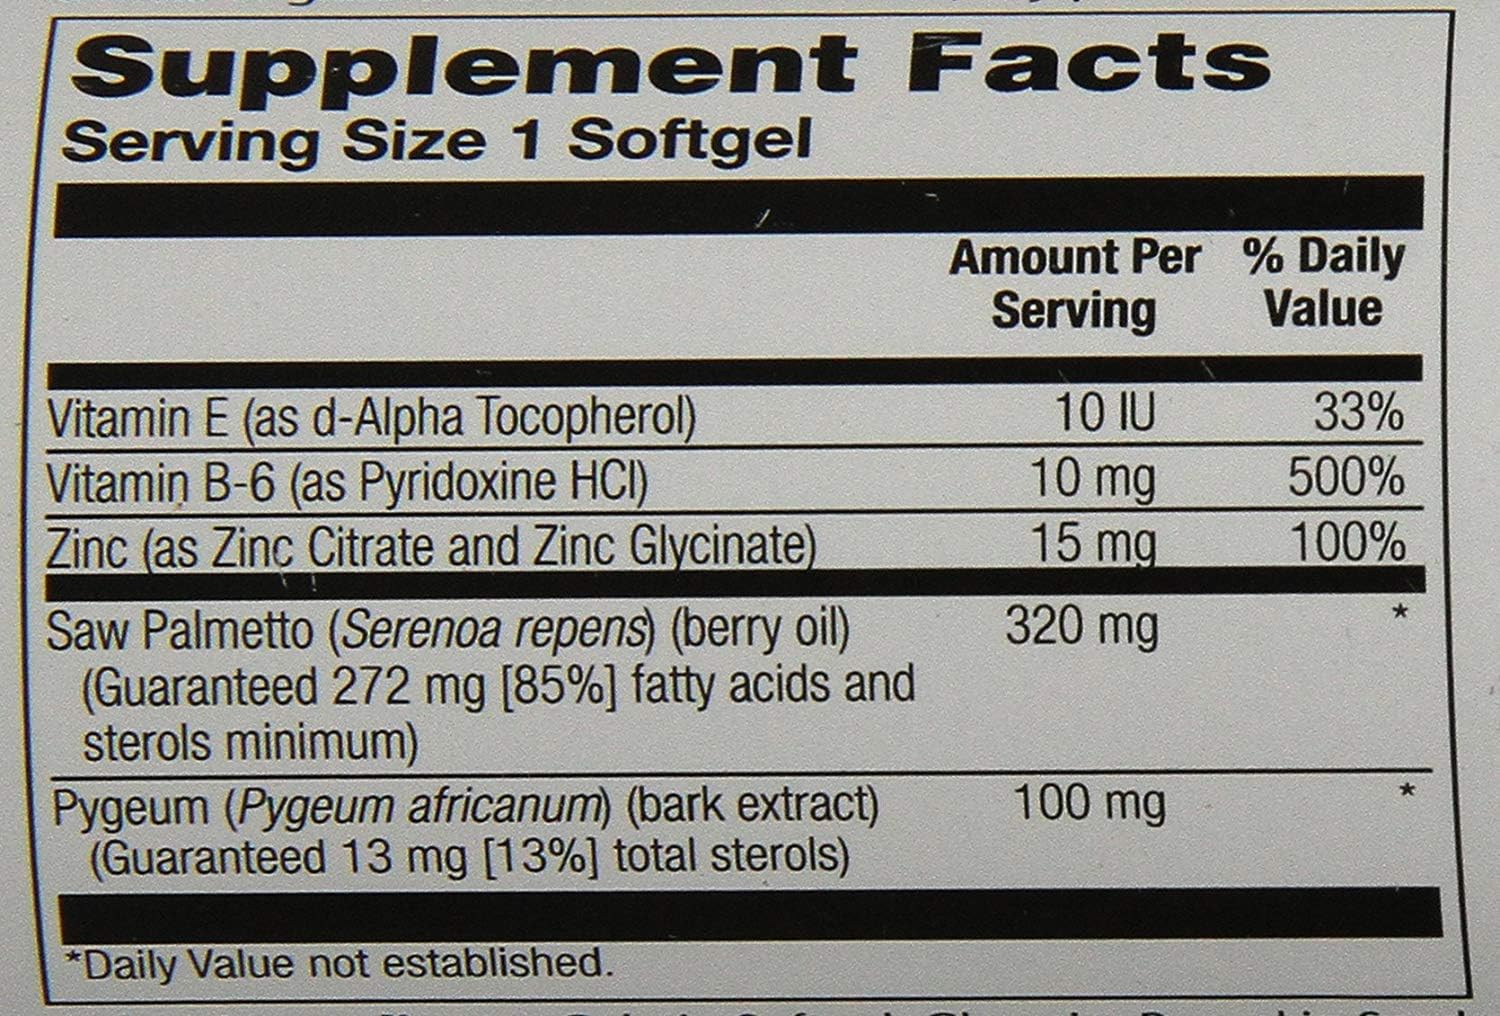 Supplement Facts
Serving Size 1 Softgel
Amount Per % Daily
Serving Value
Vitamin E (as d-Alpha Tocopherol) 10 IU 33%
Vitamin B-6 (as Pyridoxine HCl) 10 mg 500%
Zinc (as Zinc Citrate and Zinc Glycinate) 15 mg 100%
Saw Palmetto (Serenoa repens) (berry oil) 320 mg *
(Guaranteed 272 mg [85%] fatty acids and
sterols minimum)
Pygeum (Pygeum africanum) (bark extract) 100 mg *
(Guaranteed 13 mg [13%] total sterols)
*Daily Value not established.